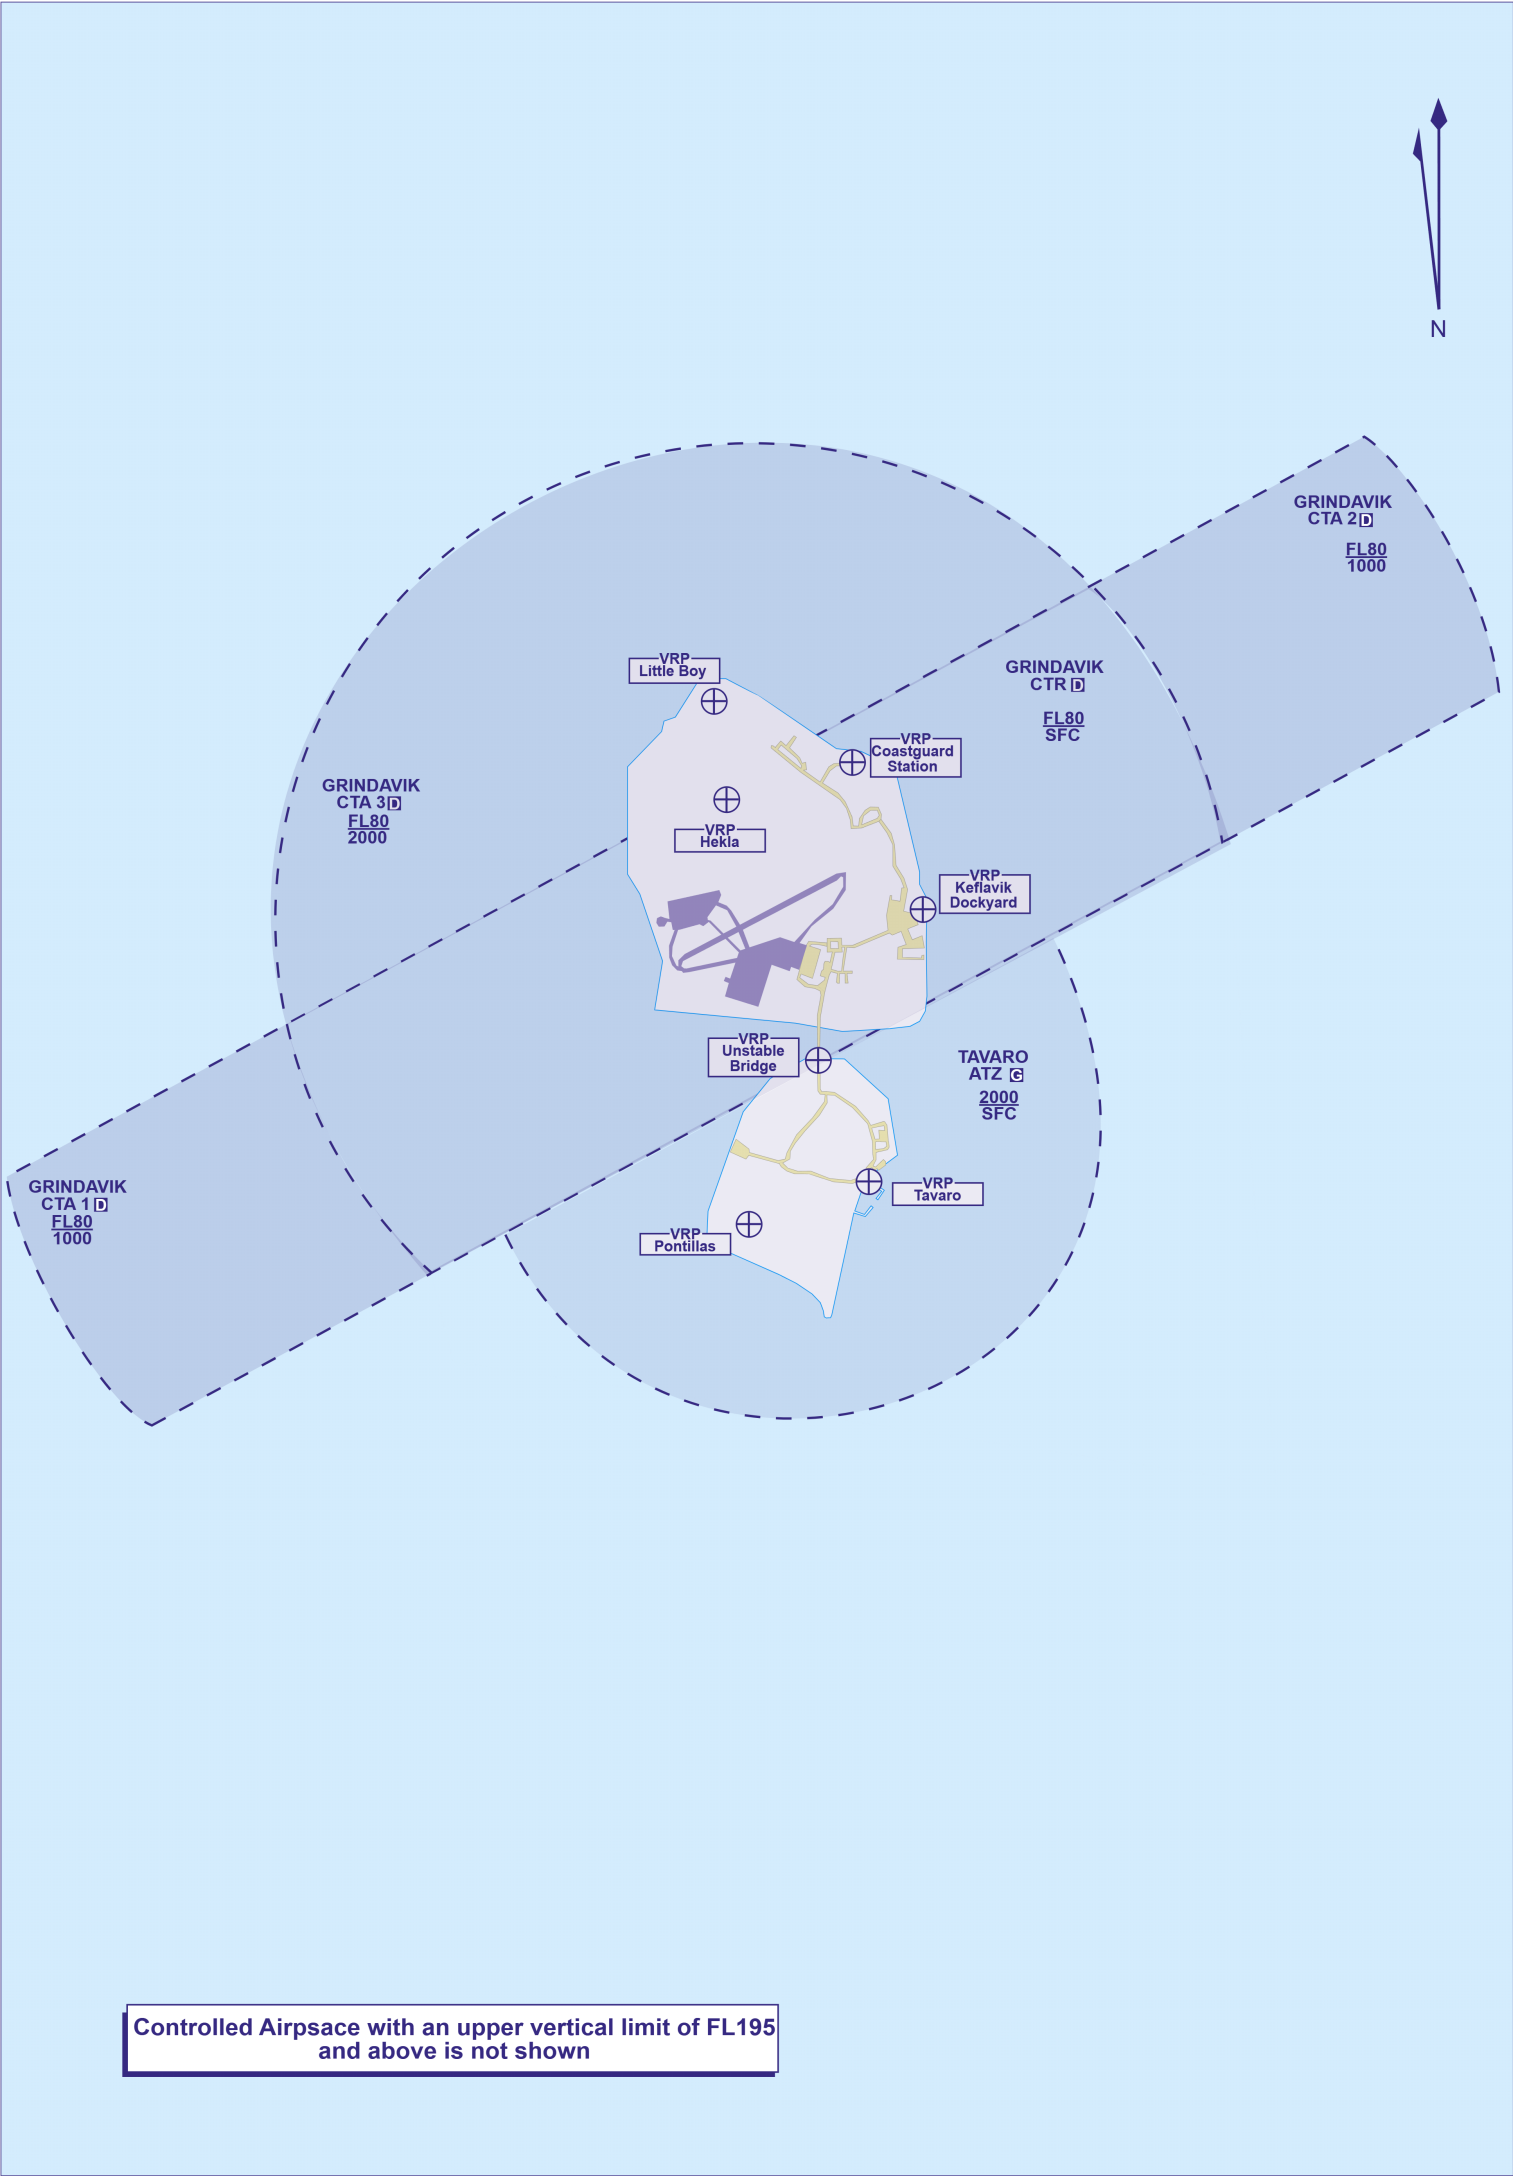 N
GRINDAVIK
CTA 2 D
FL80
1000
GRINDAVIK
CTR D
FL80
SFC
VRP
Little Boy
VRP
Coastguard
Station
GRINDAVIK
CTA 3 D
FL80
2000
VRP
Hekla
VRP
Keflavik
Dockyard
VRP
Unstable
Bridge
TAVARO
ATZ G
2000
SFC
GRINDAVIK
CTA 1 D
FL80
1000
VRP
Tavaro
VRP
Pontillas
Controlled Airpsace with an upper vertical limit of FL195
and above is not shown